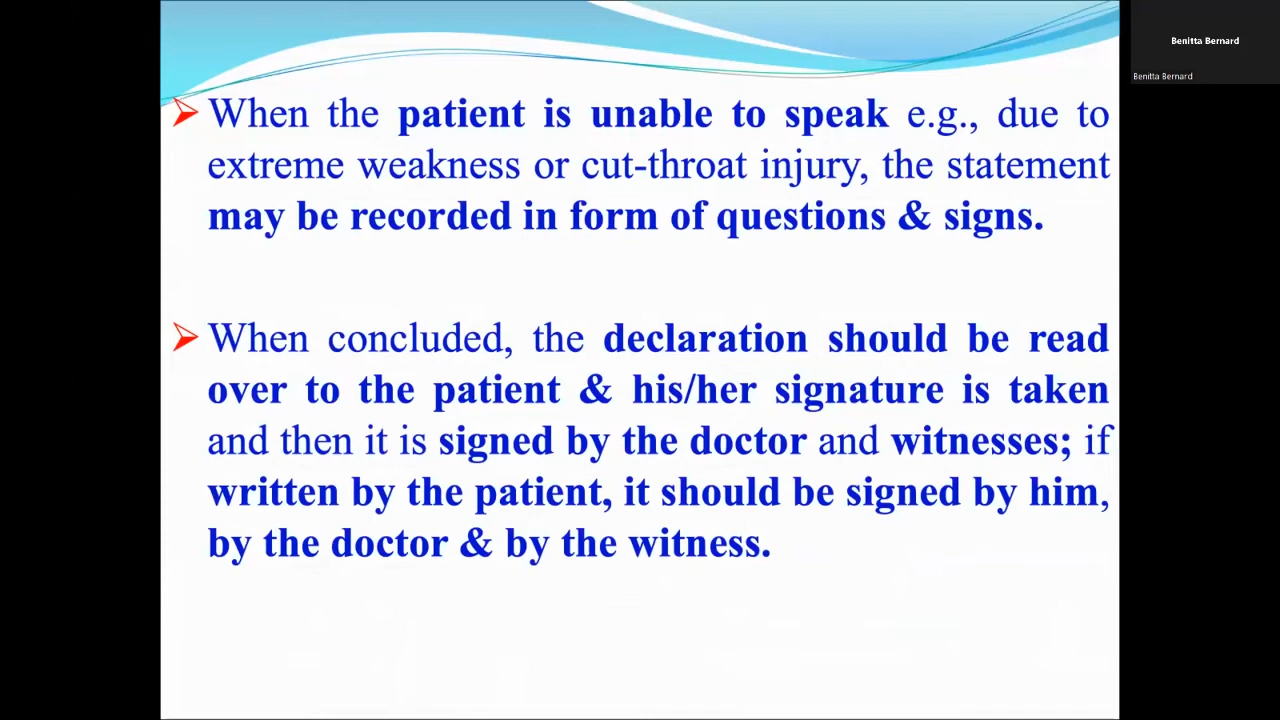 When the patient is unable to speak e.g., due to
extreme weakness or cut-throat injury, the statement
may be recorded in form of questions & signs.
When concluded, the declaration should be read
over to the patient & his/her signature is taken
and then it is signed by the doctor and witnesses; if
written by the patient, it should be signed by him,
by the doctor & by the witness.
Benitta Bernard
Benitta Bernard